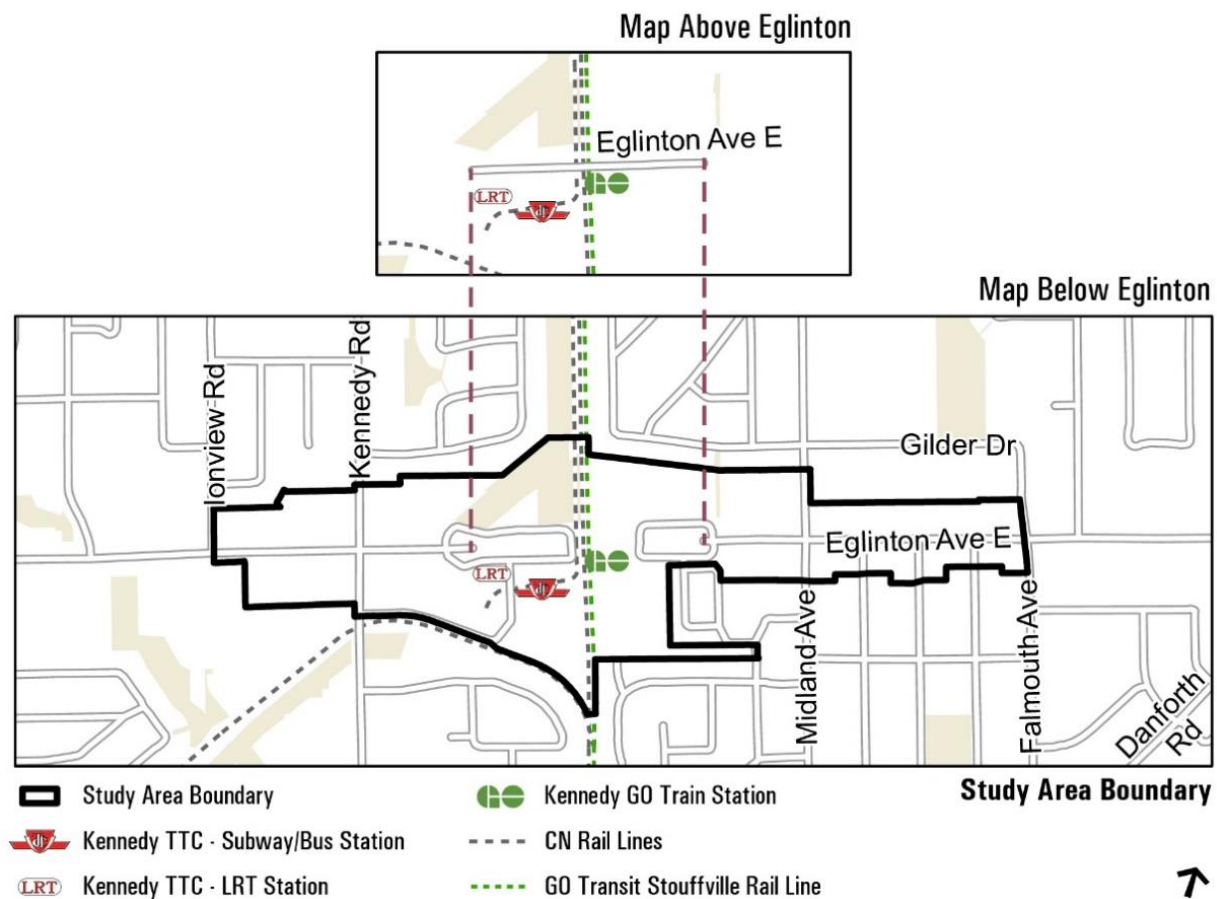 Map Above Eglinton
Eglinton Ave E
GO
LRT
Map Below Eglinton
Ionview Rd
Kennedy Rd
Gilder Dr
Eglinton Ave E
GO
LRT
Midland Ave
Falmouth Ave
Danforth
Rd
Study Area Boundary
Study Area Boundary
Kennedy GO Train Station
Kennedy TTC - Subway/Bus Station
CN Rail Lines
LRT
Kennedy TTC - LRT Station
GO Transit Stouffville Rail Line